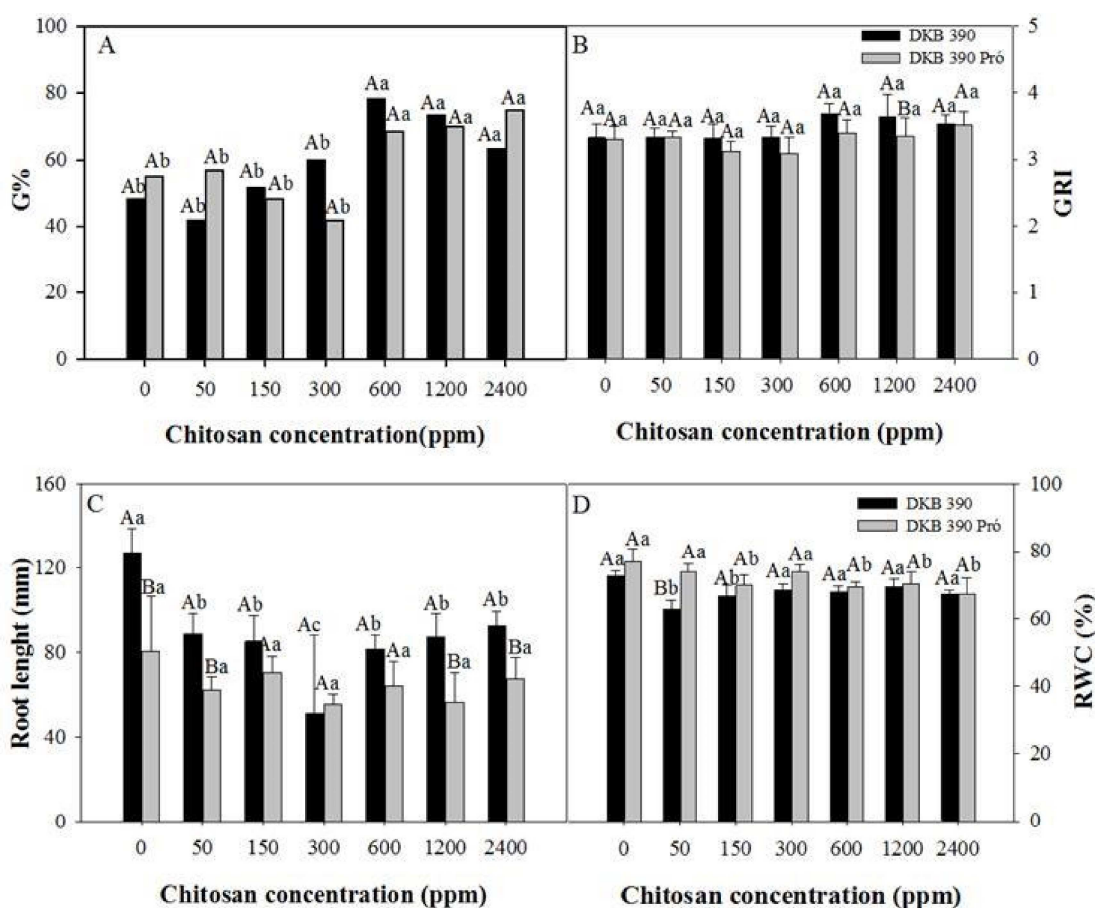 A
G%
100
80
60
40
20
0
Ab Ab Ab Ab Ab Ab Ab Ab Aa Aa Aa Aa Aa Aa
0 50 150 300 600 1200 2400
Chitosan concentration(ppm)
B
DKB 390
DKB 390 Pró
Aa Aa Aa Aa Aa Aa Aa Aa Aa Aa Aa Ba Aa Aa
5
4
3
2
1
0
GRI
0 50 150 300 600 1200 2400
Chitosan concentration (ppm)
C
Root lenght (mm)
160
120
80
40
0
Aa Ba Ab Ba Ab Aa Ac Aa Ab Aa Ab Ba Ab Ba
0 50 150 300 600 1200 2400
Chitosan concentration (ppm)
D
DKB 390
DKB 390 Pró
Aa Aa Bb Aa Ab Ab Aa Aa Aa Ab Aa Ab Aa Ab
100
80
60
40
20
0
RWC (%)
0 50 150 300 600 1200 2400
Chitosan concentration (ppm)